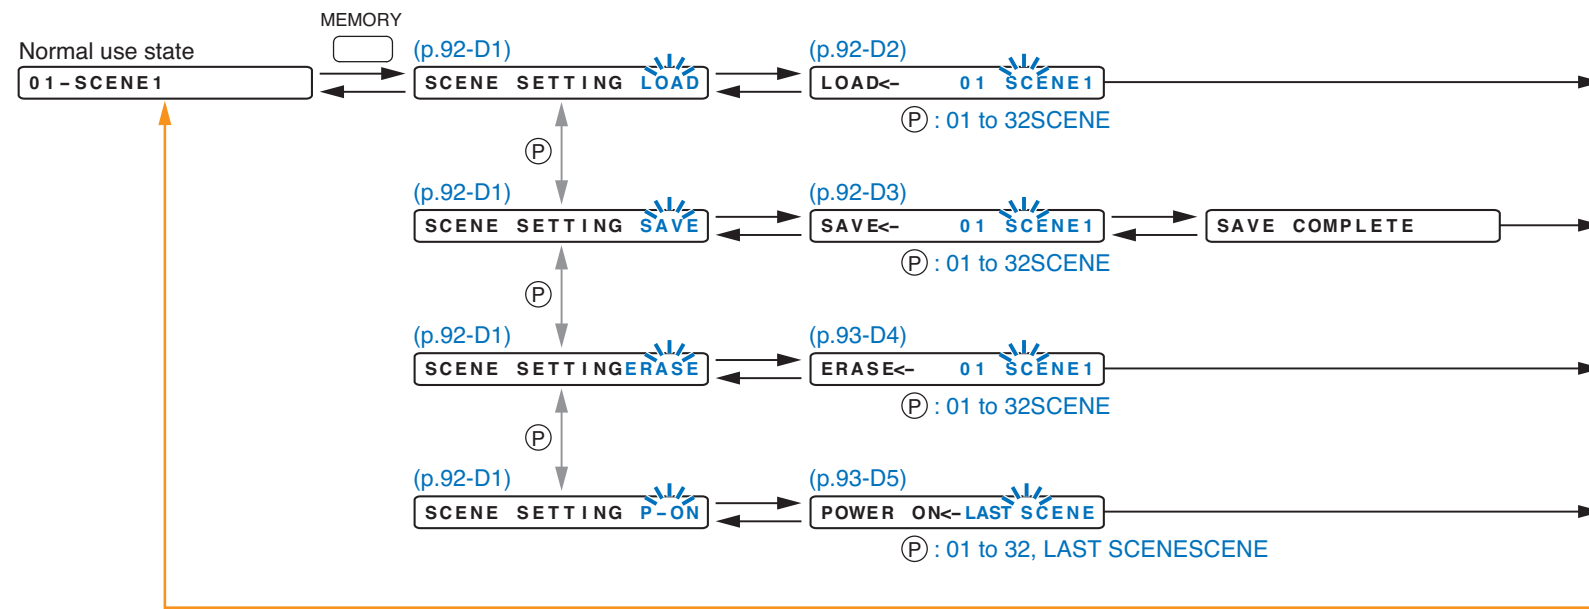 MEMORY
Normal use state
(p.92-D1)
(p.92-D2)
01-SCENE1
SCENE SETTING LOAD
LOAD<- 01 SCENE1
P : 01 to 32SCENE
P
(p.92-D1)
(p.92-D3)
SCENE SETTING SAVE
SAVE<- 01 SCENE1
SAVE COMPLETE
P : 01 to 32SCENE
P
(p.92-D1)
(p.93-D4)
SCENE SETTINGERASE
ERASE<- 01 SCENE1
P : 01 to 32SCENE
P
(p.92-D1)
(p.93-D5)
SCENE SETTING P-ON
POWER ON<-LAST SCENE
P : 01 to 32, LAST SCENESCENE